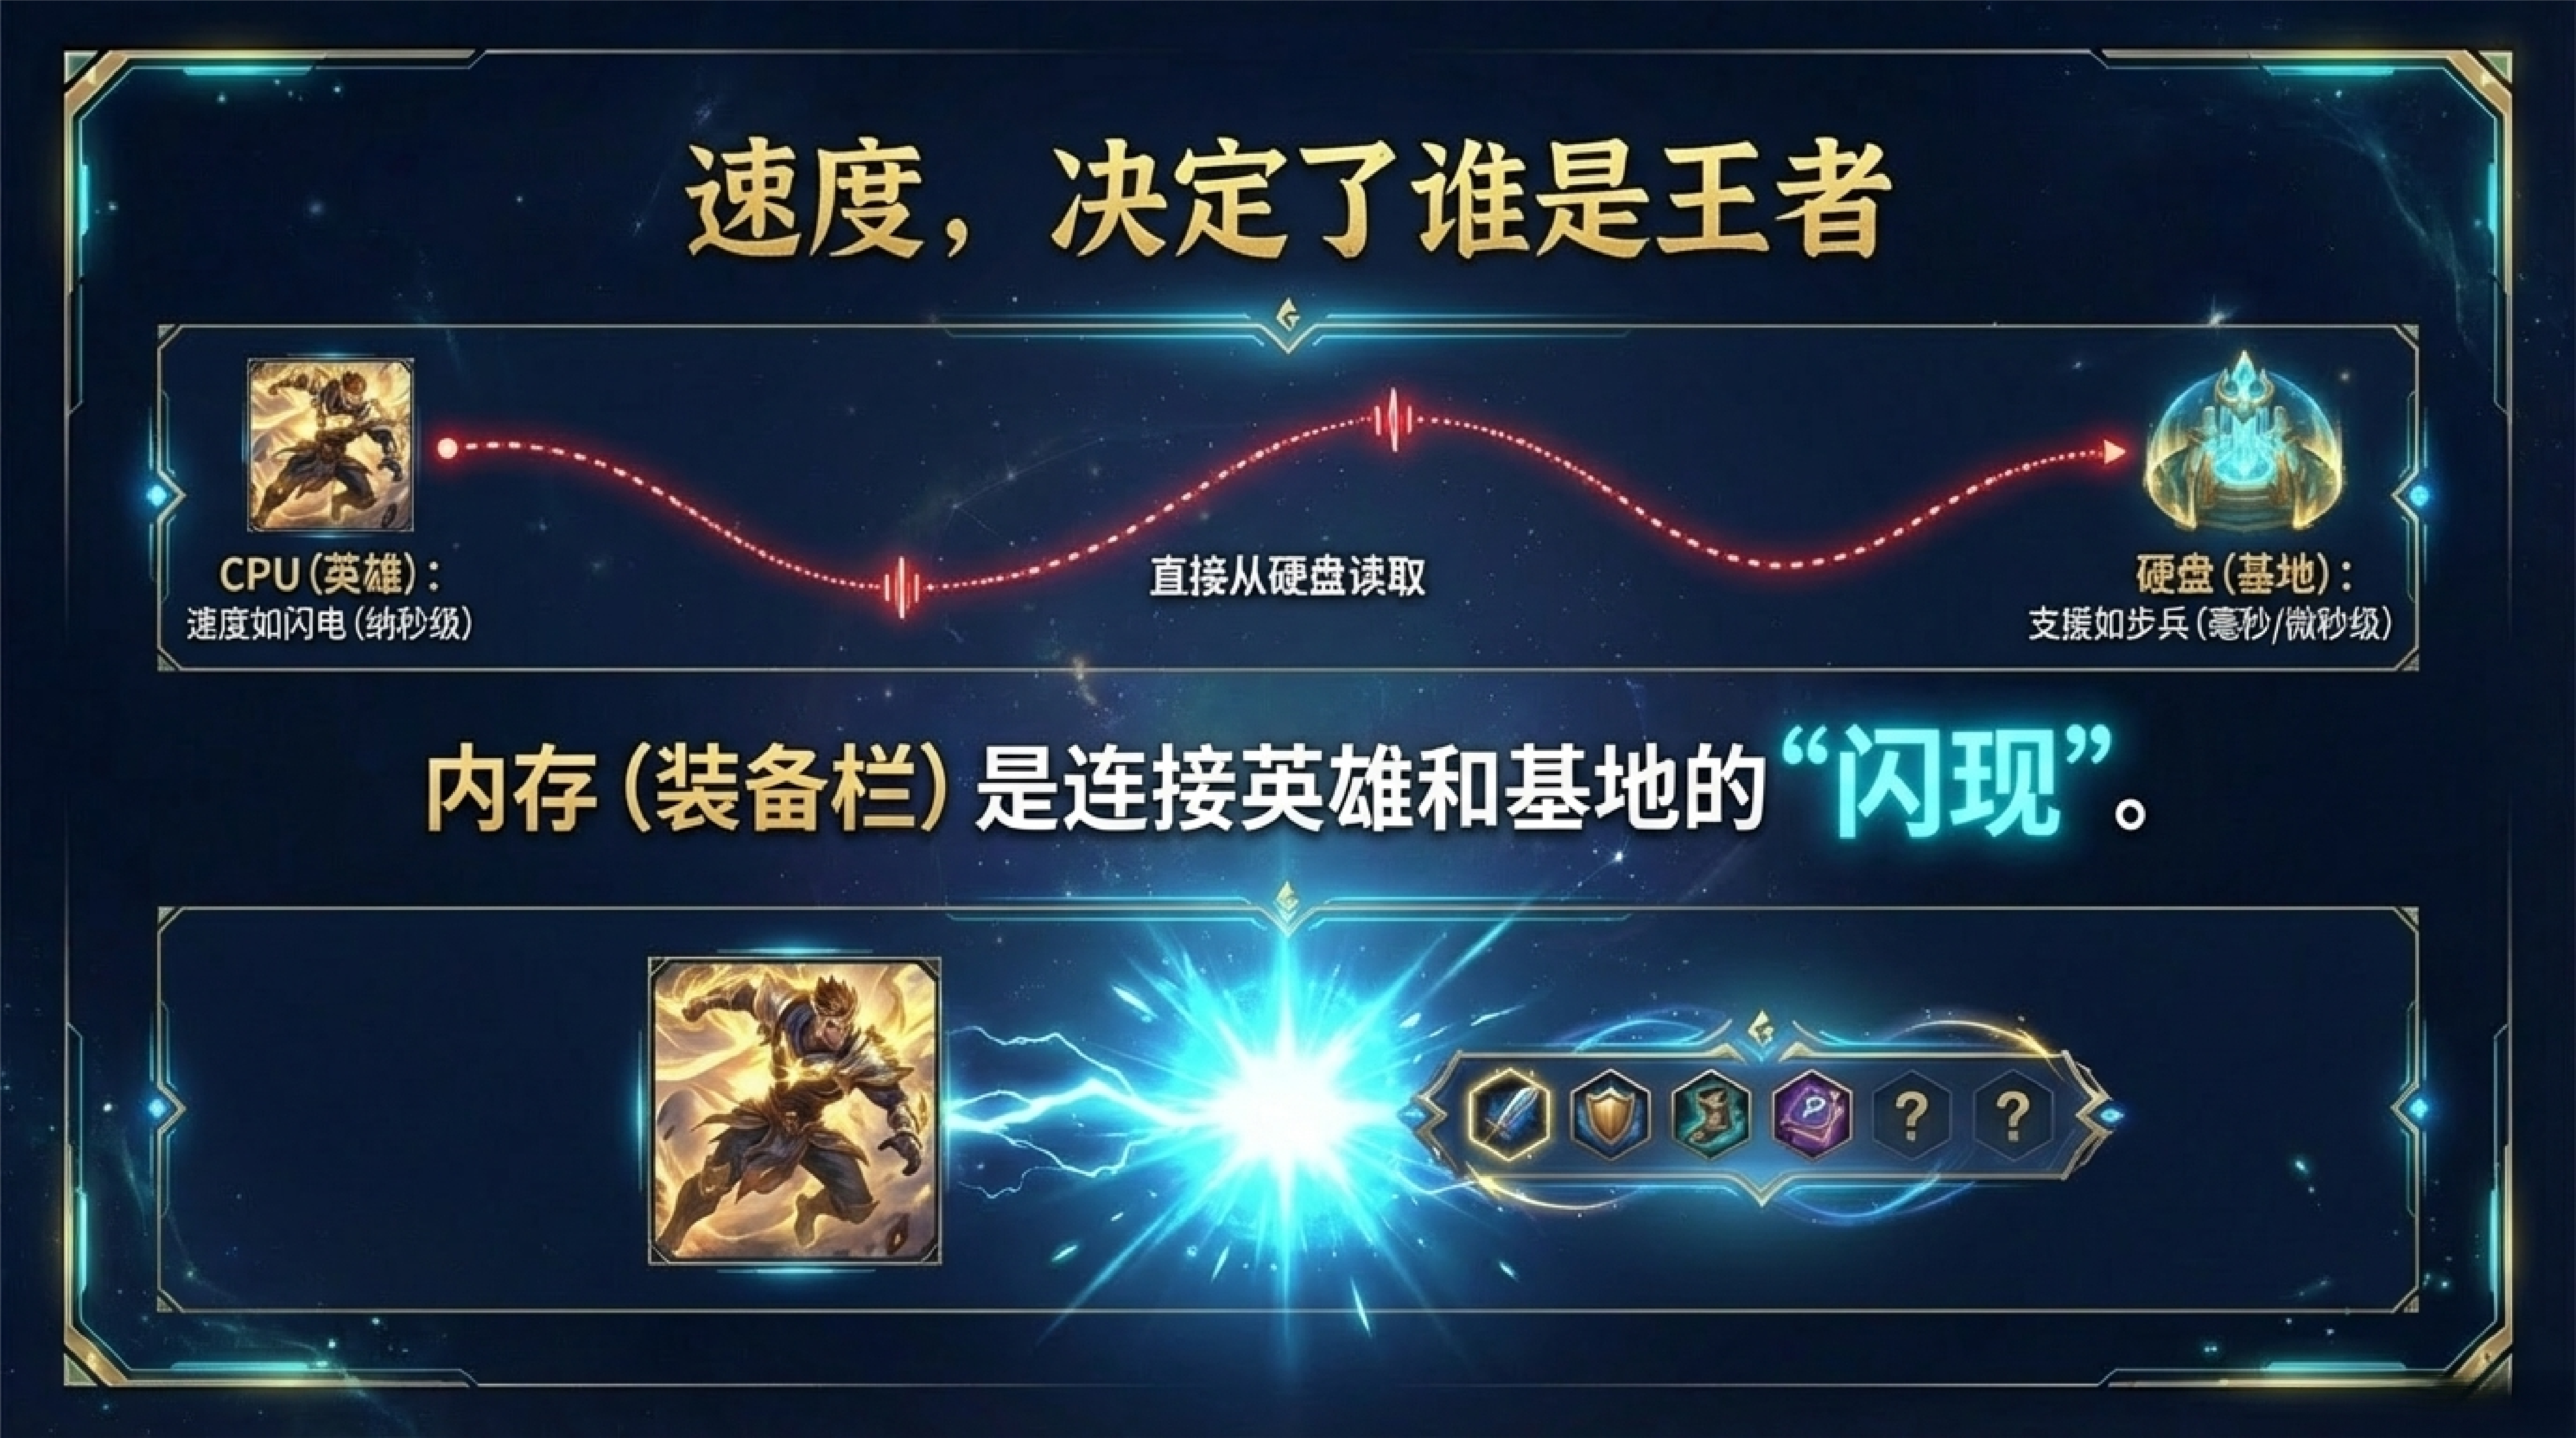 速度，决定了谁是王者
CPU（英雄）：
速度如闪电（纳秒级）
直接从硬盘读取
硬盘（基地）：
支援如步兵（毫秒/微秒级）
内存（装备栏）是连接英雄和基地的“闪现”。
?
?